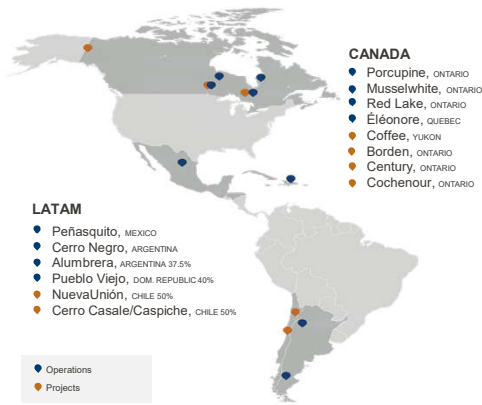 CANADA
Porcupine, ONTARIO
Musselwhite, ONTARIO
Red Lake, ONTARIO
Éléonore, QUEBEC
Coffee, YUKON
Borden, ONTARIO
Century, ONTARIO
Cochenour, ONTARIO
LATAM
Peñasquito, MEXICO
Cerro Negro, ARGENTINA
Alumbrera, ARGENTINA 37.5%
Pueblo Viejo, DOM. REPUBLIC 40%
NuevaUnión, CHILE 50%
Cerro Casale/Caspiche, CHILE 50%
Operations
Projects